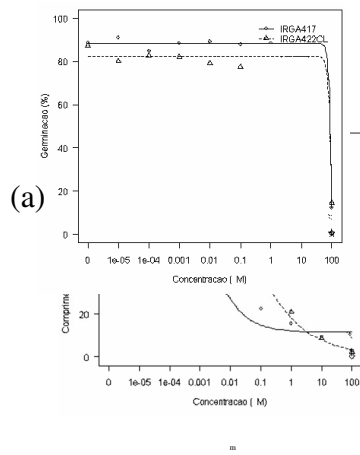 100
IRGA417
IRGA422CL
80
60
40
20
0
Germinacao (%)
0 1e-05 1e-04 0.001 0.01 0.1 1 10 100
Concentracao ( M)
(a)
20
0
Comprime
0 1e-05 1e-04 0.001 0.01 0.1 1 10 100
Concentracao ( M)
m